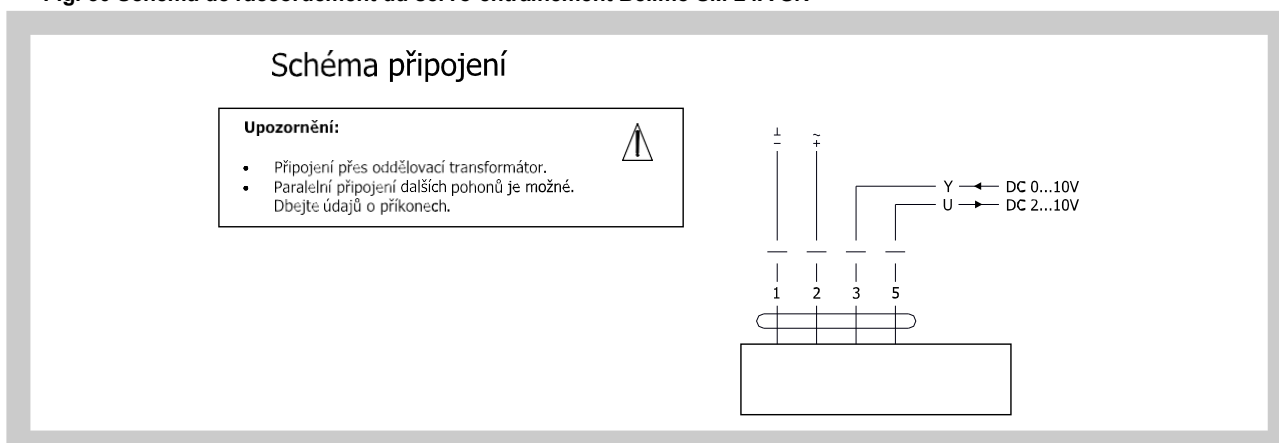 Schéma připojení
Upozornění:
• Připojení přes oddělovací transformátor.
• Paralelní připojení dalších pohonů je možné.
Dbejte údajů o příkonech.
⊥ ~
− +
Y DC 0...10V
U DC 2...10V
1 2 3 5